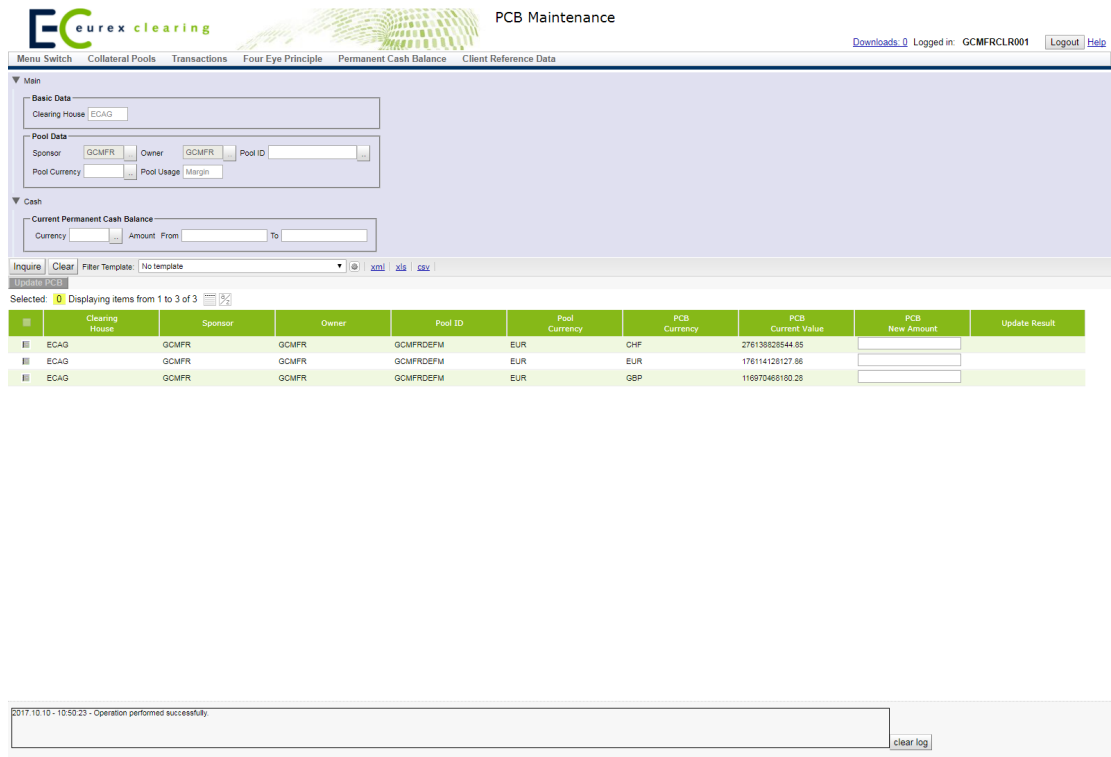 EC eurex clearing
PCB Maintenance
Downloads: 0 Logged in: GCMFRCLR001 Logout Help
Menu Switch Collateral Pools Transactions Four Eye Principle Permanent Cash Balance Client Reference Data
Main
Basic Data
Clearing House ECAG
Pool Data
Sponsor GCMFR .. Owner GCMFR .. Pool ID ..
Pool Currency .. Pool Usage Margin
Cash
Current Permanent Cash Balance
Currency .. Amount From To
Inquire Clear Filter Template: No template xml xls csv
Update PCB
Selected: 0 Displaying items from 1 to 3 of 3
Clearing House Sponsor Owner Pool ID Pool Currency PCB Currency PCB Current Value PCB New Amount Update Result
ECAG GCMFR GCMFR GCMFRDEFM EUR CHF 276138828544.85
ECAG GCMFR GCMFR GCMFRDEFM EUR EUR 176114126127.86
ECAG GCMFR GCMFR GCMFRDEFM EUR GBP 116970468180.28
2017.10.10 - 10:50:23 - Operation performed successfully.
clear log